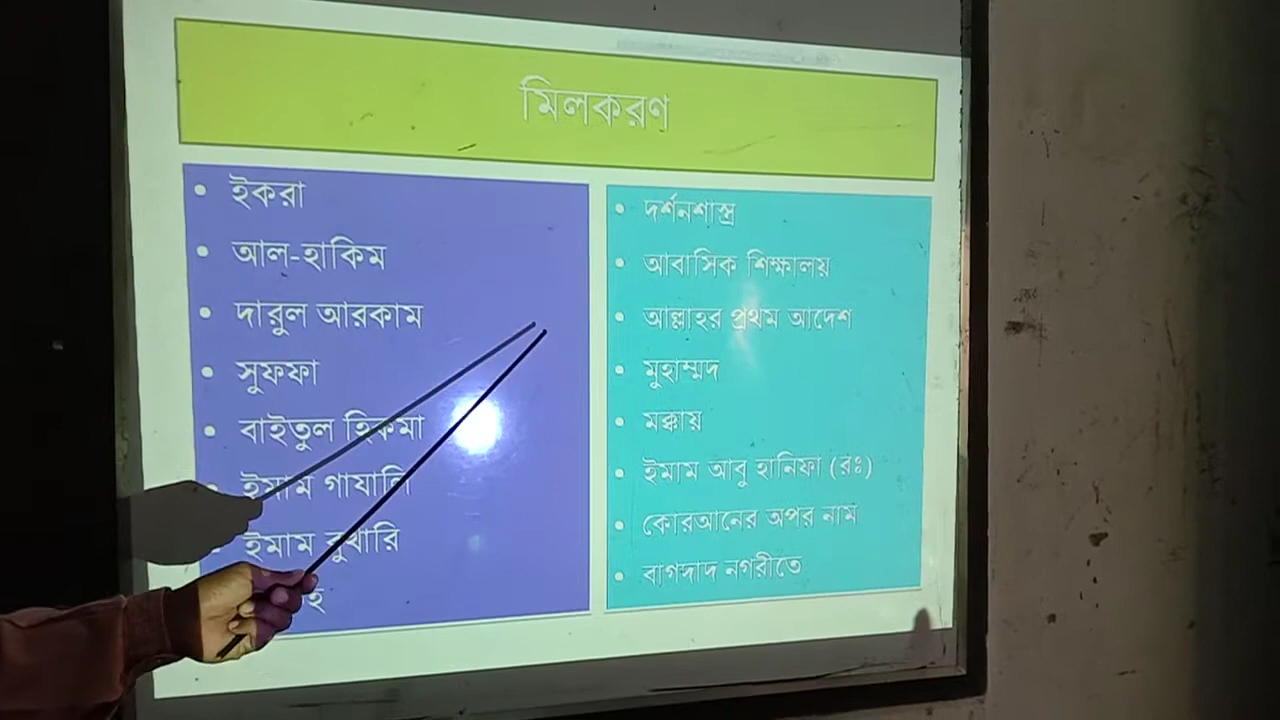 মিলকরণ
ইকরা
আল-হাকিম
দারুল আরকাম
সুফফা
বাইতুল হিকমা
ইমাম গাযালি
ইমাম বুখারি
দর্শনশাস্ত্র
আবাসিক শিক্ষালয়
আল্লাহর প্রথম আদেশ
মুহাম্মদ
মক্কায়
ইমাম আবু হানিফা (রঃ)
কোরআনের অপর নাম
বাগদাদ নগরীতে